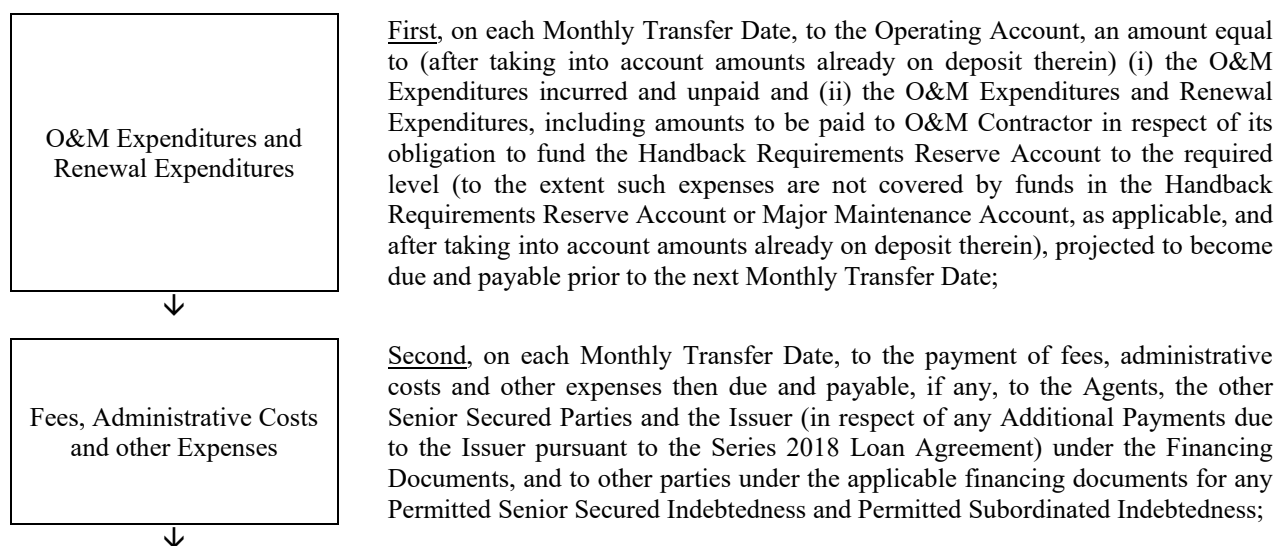 O&M Expenditures and
Renewal Expenditures
First, on each Monthly Transfer Date, to the Operating Account, an amount equal
to (after taking into account amounts already on deposit therein) (i) the O&M
Expenditures incurred and unpaid and (ii) the O&M Expenditures and Renewal
Expenditures, including amounts to be paid to O&M Contractor in respect of its
obligation to fund the Handback Requirements Reserve Account to the required
level (to the extent such expenses are not covered by funds in the Handback
Requirements Reserve Account or Major Maintenance Account, as applicable, and
after taking into account amounts already on deposit therein), projected to become
due and payable prior to the next Monthly Transfer Date;
Fees, Administrative Costs
and other Expenses
Second, on each Monthly Transfer Date, to the payment of fees, administrative
costs and other expenses then due and payable, if any, to the Agents, the other
Senior Secured Parties and the Issuer (in respect of any Additional Payments due
to the Issuer pursuant to the Series 2018 Loan Agreement) under the Financing
Documents, and to other parties under the applicable financing documents for any
Permitted Senior Secured Indebtedness and Permitted Subordinated Indebtedness;